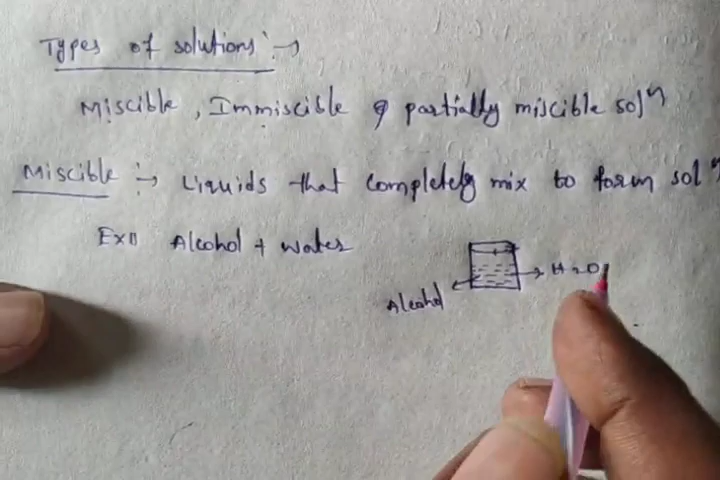 Types of solutions :→
Miscible, Immiscible & partially miscible solⁿ
Miscible :→ Liquids that completely mix to form solⁿ
Ex:- Alcohol + water
Alcohol
H2O